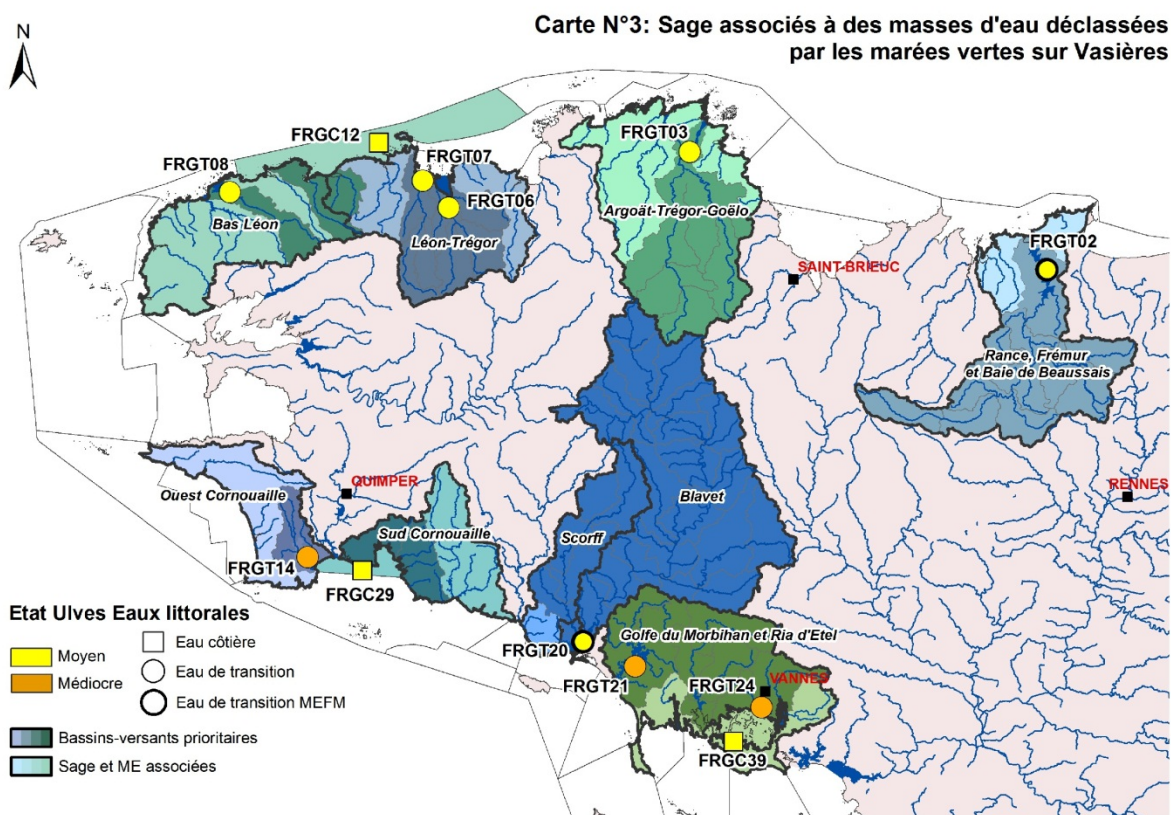 Carte N°3: Sage associés à des masses d'eau déclassées
par les marées vertes sur Vasières
N
FRGC12
FRGT07
FRGT08
FRGT06
FRGT03
Bas Léon
Léon-Trégor
Argoät-Trégor-Goëlo
SAINT-BRIEUC
FRGT02
Rance, Frémur
et Baie de Beaussais
QUIMPER
RENNES
Ouest Cornouaille
Sud Cornouaille
Scorff
Blavet
FRGT14
FRGC29
FRGT20
Golfe du Morbihan et Ria d'Etel
FRGT21
FRGT24
VANNES
FRGC39
Etat Ulves Eaux littorales
Moyen
Médiocre
Eau côtière
Eau de transition
Eau de transition MEFM
Bassins-versants prioritaires
Sage et ME associées